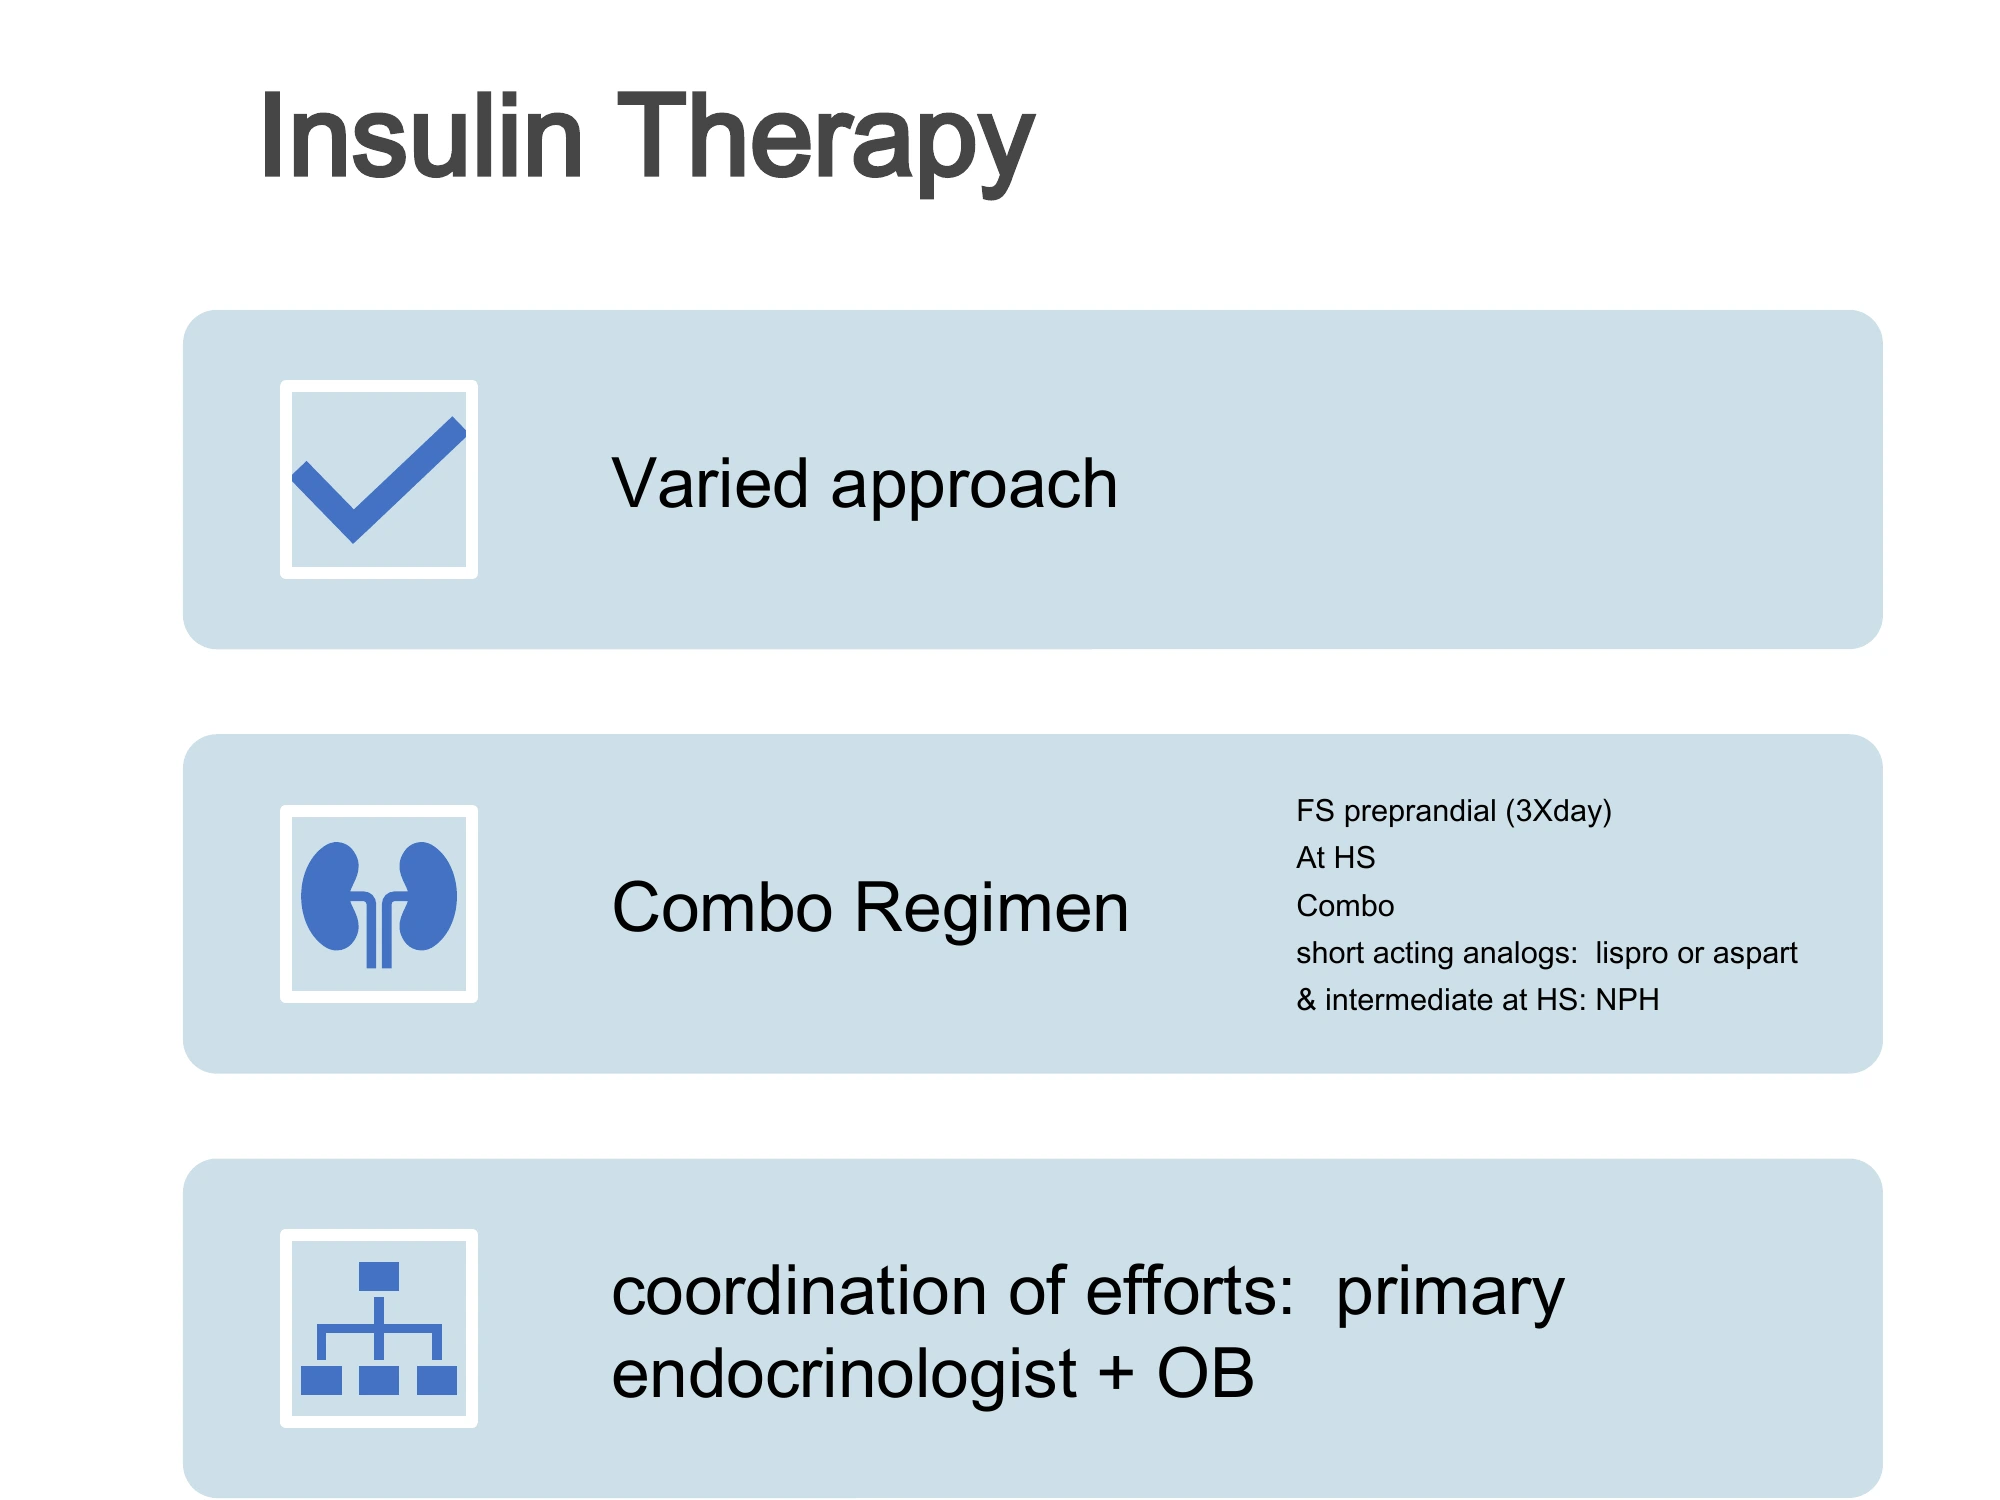 Insulin Therapy
Varied approach
Combo Regimen
FS preprandial (3Xday)
At HS
Combo
short acting analogs:  lispro or aspart
& intermediate at HS: NPH
coordination of efforts:  primary
endocrinologist + OB